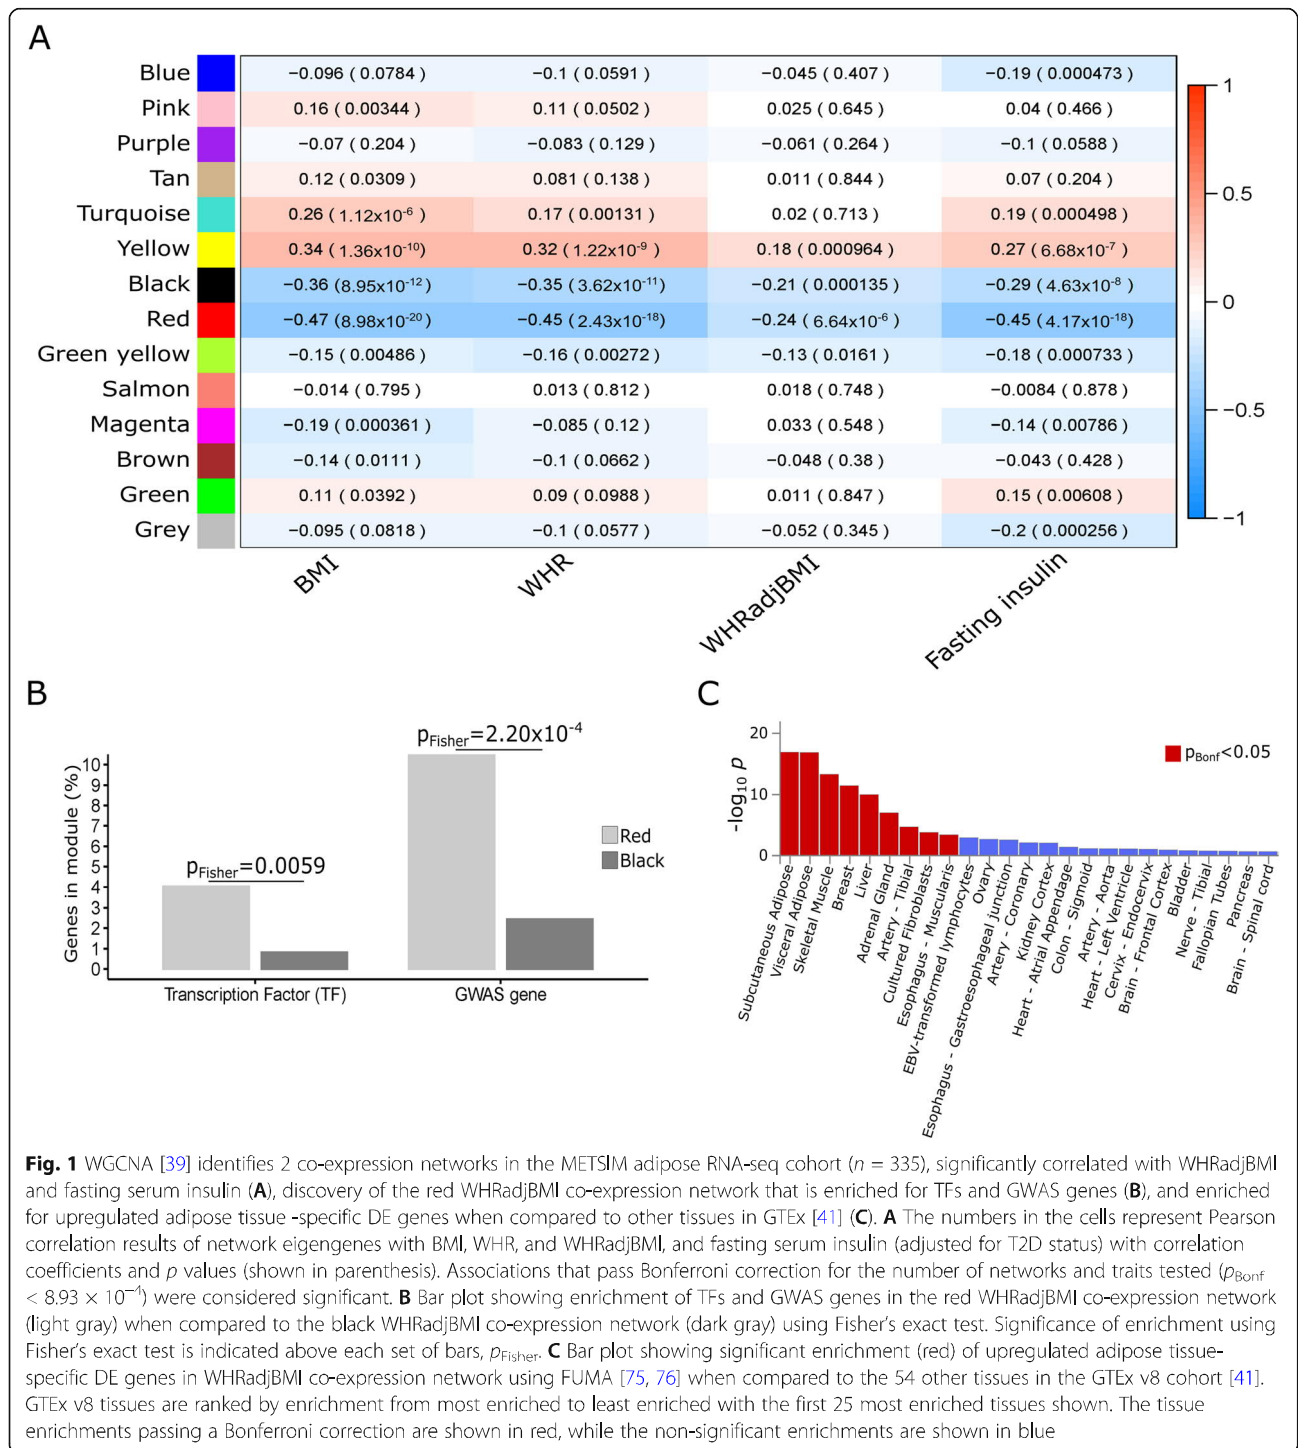 A
Blue −0.096 ( 0.0784 ) −0.1 ( 0.0591 ) −0.045 ( 0.407 ) −0.19 ( 0.000473 )
Pink 0.16 ( 0.00344 ) 0.11 ( 0.0502 ) 0.025 ( 0.645 ) 0.04 ( 0.466 )
Purple −0.07 ( 0.204 ) −0.083 ( 0.129 ) −0.061 ( 0.264 ) −0.1 ( 0.0588 )
Tan 0.12 ( 0.0309 ) 0.081 ( 0.138 ) 0.011 ( 0.844 ) 0.07 ( 0.204 )
Turquoise 0.26 ( 1.12x10⁻⁶ ) 0.17 ( 0.00131 ) 0.02 ( 0.713 ) 0.19 ( 0.000498 )
Yellow 0.34 ( 1.36x10⁻¹⁰ ) 0.32 ( 1.22x10⁻⁹ ) 0.18 ( 0.000964 ) 0.27 ( 6.68x10⁻⁷ )
Black −0.36 (8.95x10⁻¹² ) −0.35 ( 3.62x10⁻¹¹ ) −0.21 ( 0.000135 ) −0.29 ( 4.63x10⁻⁸ )
Red −0.47 (8.98x10⁻²⁰ ) −0.45 ( 2.43x10⁻¹⁸ ) −0.24 ( 6.64x10⁻⁶ ) −0.45 ( 4.17x10⁻¹⁸ )
Green yellow −0.15 ( 0.00486 ) −0.16 ( 0.00272 ) −0.13 ( 0.0161 ) −0.18 ( 0.000733 )
Salmon −0.014 ( 0.795 ) 0.013 ( 0.812 ) 0.018 ( 0.748 ) −0.0084 ( 0.878 )
Magenta −0.19 ( 0.000361 ) −0.085 ( 0.12 ) 0.033 ( 0.548 ) −0.14 ( 0.00786 )
Brown −0.14 ( 0.0111 ) −0.1 ( 0.0662 ) −0.048 ( 0.38 ) −0.043 ( 0.428 )
Green 0.11 ( 0.0392 ) 0.09 ( 0.0988 ) 0.011 ( 0.847 ) 0.15 ( 0.00608 )
Grey −0.095 ( 0.0818 ) −0.1 ( 0.0577 ) −0.052 ( 0.345 ) −0.2 ( 0.000256 )
BMI
WHR
WHRadjBMI
Fasting insulin
1
0.5
0
−0.5
−1
B
Genes in module (%)
10
9
8
7
6
5
4
3
2
1
0
pFisher=0.0059
pFisher=2.20x10⁻⁴
Red
Black
Transcription Factor (TF)
GWAS gene
C
-log₁₀ p
20
10
0
pBonf<0.05
Subcutaneous Adipose
Visceral Adipose
Skeletal Muscle
Breast
Liver
Adrenal Gland
Artery - Tibial
Cultured Fibroblasts
Esophagus - Muscularis
EBV-transformed lymphocytes
Ovary
Esophagus - Gastroesophageal junction
Artery - Coronary
Kidney Cortex
Heart - Atrial Appendage
Colon - Sigmoid
Artery - Aorta
Heart - Left Ventricle
Cervix - Endocervix
Brain - Frontal Cortex
Bladder
Nerve - Tibial
Fallopian Tubes
Pancreas
Brain - Spinal cord
Fig. 1 WGCNA [39] identifies 2 co-expression networks in the METSIM adipose RNA-seq cohort (n = 335), significantly correlated with WHRadjBMI
and fasting serum insulin (A), discovery of the red WHRadjBMI co-expression network that is enriched for TFs and GWAS genes (B), and enriched
for upregulated adipose tissue -specific DE genes when compared to other tissues in GTEx [41] (C). A The numbers in the cells represent Pearson
correlation results of network eigengenes with BMI, WHR, and WHRadjBMI, and fasting serum insulin (adjusted for T2D status) with correlation
coefficients and p values (shown in parenthesis). Associations that pass Bonferroni correction for the number of networks and traits tested (pBonf
< 8.93 × 10⁻⁴) were considered significant. B Bar plot showing enrichment of TFs and GWAS genes in the red WHRadjBMI co-expression network
(light gray) when compared to the black WHRadjBMI co-expression network (dark gray) using Fisher's exact test. Significance of enrichment using
Fisher's exact test is indicated above each set of bars, pFisher. C Bar plot showing significant enrichment (red) of upregulated adipose tissue-
specific DE genes in WHRadjBMI co-expression network using FUMA [75, 76] when compared to the 54 other tissues in the GTEx v8 cohort [41].
GTEx v8 tissues are ranked by enrichment from most enriched to least enriched with the first 25 most enriched tissues shown. The tissue
enrichments passing a Bonferroni correction are shown in red, while the non-significant enrichments are shown in blue